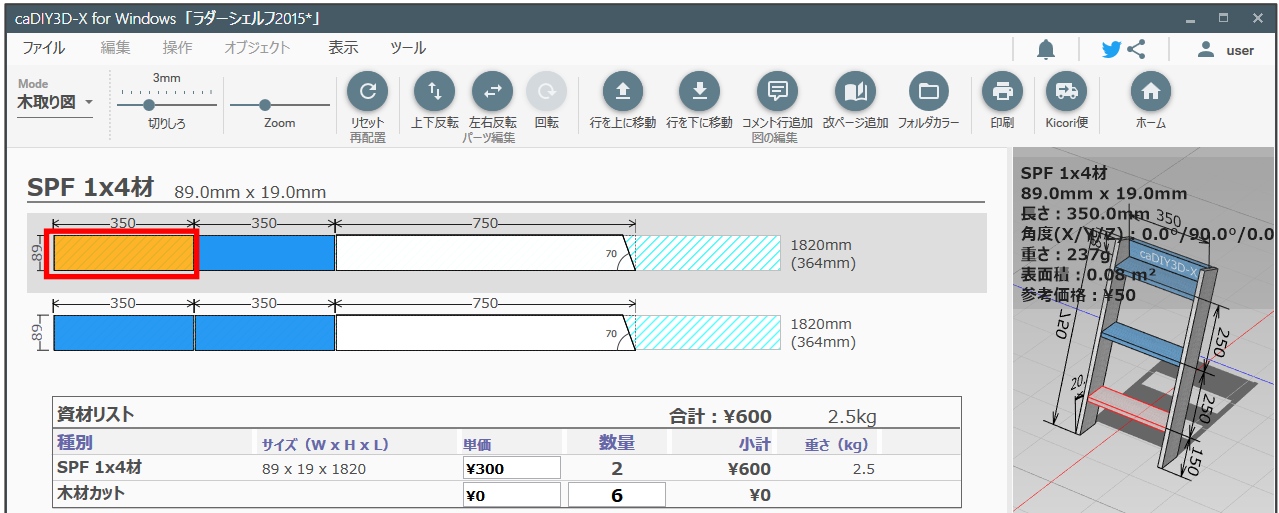 caDIY3D-X for Windows「ラダーシェルフ2015*」
ファイル 編集 操作 オブジェクト 表示 ツール user
Mode
木取り図
3mm
切りしろ
Zoom
リセット
再配置
上下反転 左右反転 回転
パーツ編集
行を上に移動 行を下に移動 コメント行追加 改ページ追加 フォルダカラー
図の編集
印刷
Kicori便
ホーム
SPF 1x4材 89.0mm x 19.0mm
350 350 750
89
70
1820mm
(364mm)
350 350 750
89
70
1820mm
(364mm)
資材リスト 合計：¥600 2.5kg
種別 サイズ（W x H x L） 単価 数量 小計 重さ（kg）
SPF 1x4材 89 x 19 x 1820 ¥300 2 ¥600 2.5
木材カット ¥0 6 ¥0
SPF 1x4材
89.0mm x 19.0mm
長さ：350.0mm
角度(X/Y/Z)：0.0°/90.0°/0.0
重さ：237g
表面積：0.08 m²
参考価格：¥50
350
caDIY3D-X
250
250
150
20